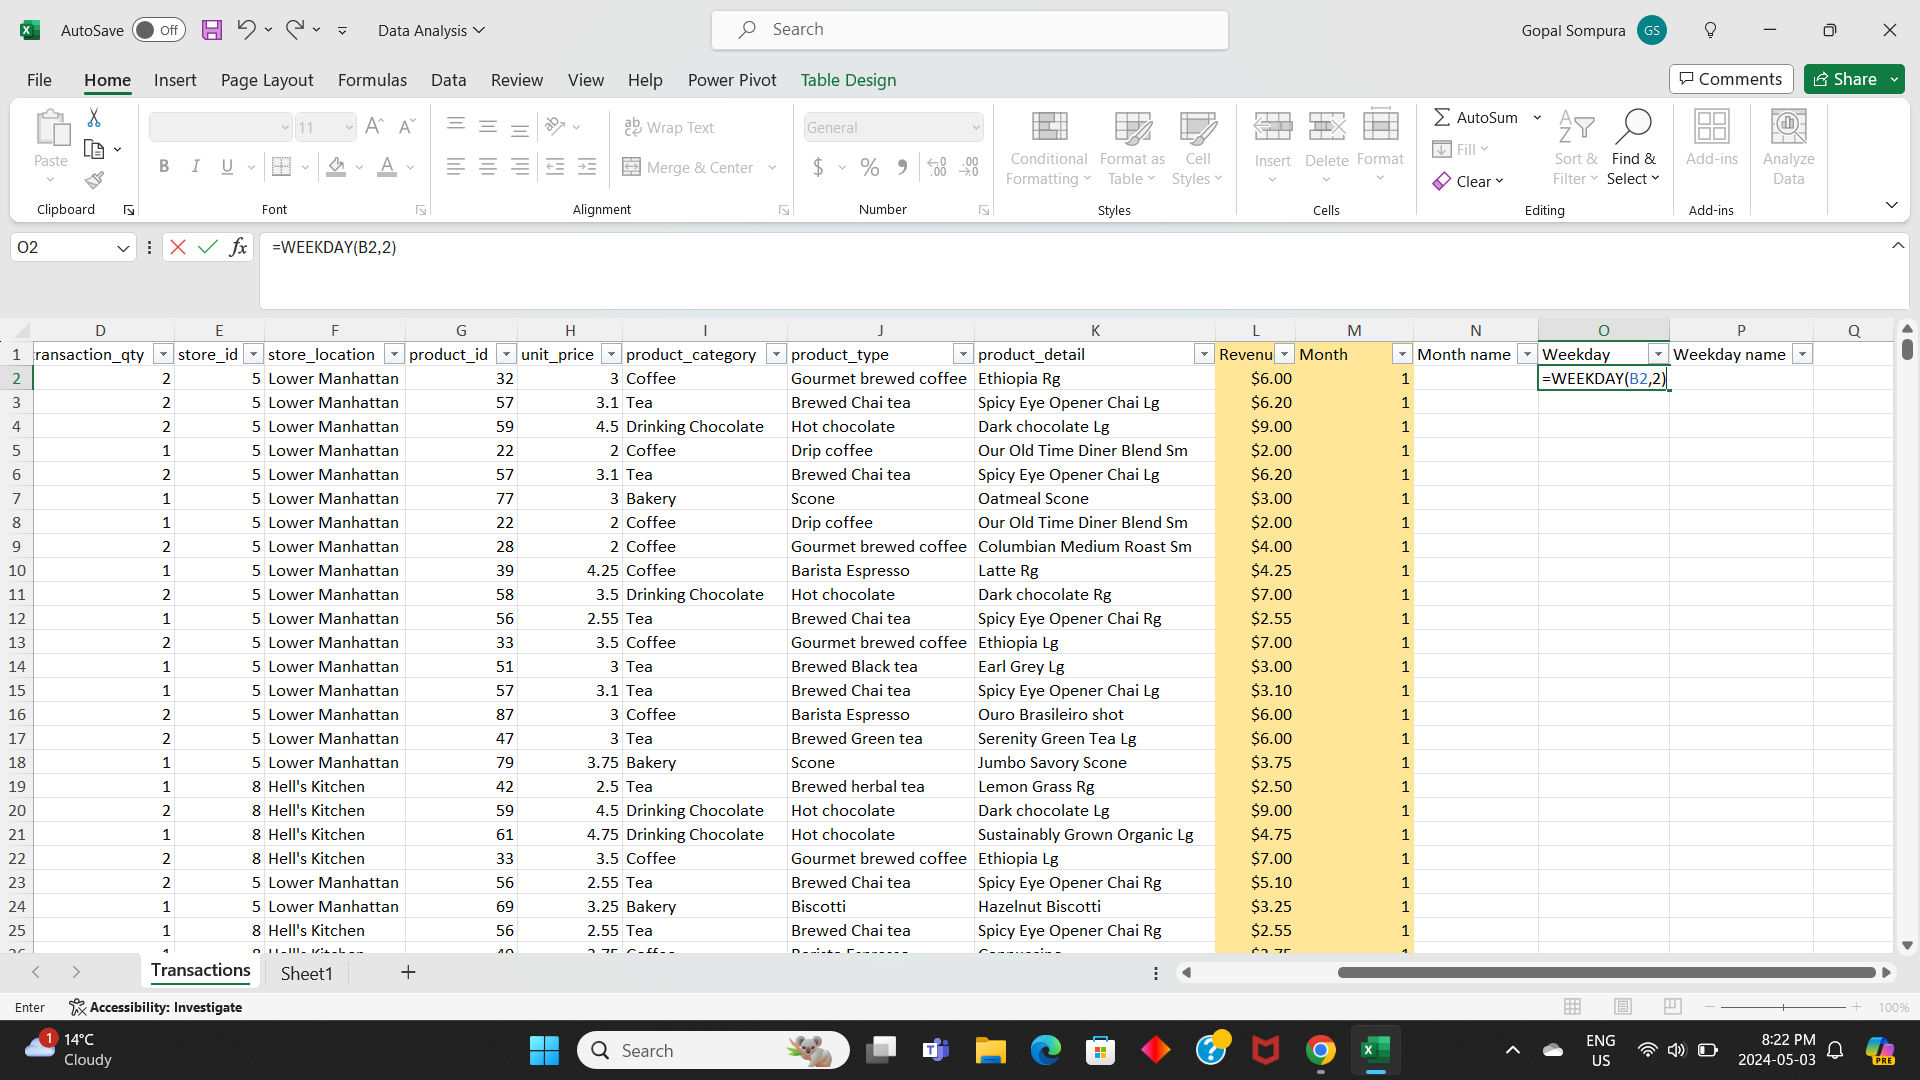 AutoSave Off Data Analysis Search Gopal Sompura GS
File Home Insert Page Layout Formulas Data Review View Help Power Pivot Table Design Comments Share
Paste
11
B I U A
ab Wrap Text
Merge & Center
General
$ %
Conditional Formatting
Format as Table
Cell Styles
Insert Delete Format
AutoSum
Fill
Clear
Sort & Filter
Find & Select
Add-ins
Analyze Data
Clipboard Font Alignment Number Styles Cells Editing Add-ins
O2 fx =WEEKDAY(B2,2)
D E F G H I J K L M N O P Q
1 ransaction_qty store_id store_location product_id unit_price product_category product_type product_detail Revenu Month Month name Weekday Weekday name
2 2 5 Lower Manhattan 32 3 Coffee Gourmet brewed coffee Ethiopia Rg $6.00 1 =WEEKDAY(B2,2)
3 2 5 Lower Manhattan 57 3.1 Tea Brewed Chai tea Spicy Eye Opener Chai Lg $6.20 1
4 2 5 Lower Manhattan 59 4.5 Drinking Chocolate Hot chocolate Dark chocolate Lg $9.00 1
5 1 5 Lower Manhattan 22 2 Coffee Drip coffee Our Old Time Diner Blend Sm $2.00 1
6 2 5 Lower Manhattan 57 3.1 Tea Brewed Chai tea Spicy Eye Opener Chai Lg $6.20 1
7 1 5 Lower Manhattan 77 3 Bakery Scone Oatmeal Scone $3.00 1
8 1 5 Lower Manhattan 22 2 Coffee Drip coffee Our Old Time Diner Blend Sm $2.00 1
9 2 5 Lower Manhattan 28 2 Coffee Gourmet brewed coffee Columbian Medium Roast Sm $4.00 1
10 1 5 Lower Manhattan 39 4.25 Coffee Barista Espresso Latte Rg $4.25 1
11 2 5 Lower Manhattan 58 3.5 Drinking Chocolate Hot chocolate Dark chocolate Rg $7.00 1
12 1 5 Lower Manhattan 56 2.55 Tea Brewed Chai tea Spicy Eye Opener Chai Rg $2.55 1
13 2 5 Lower Manhattan 33 3.5 Coffee Gourmet brewed coffee Ethiopia Lg $7.00 1
14 1 5 Lower Manhattan 51 3 Tea Brewed Black tea Earl Grey Lg $3.00 1
15 1 5 Lower Manhattan 57 3.1 Tea Brewed Chai tea Spicy Eye Opener Chai Lg $3.10 1
16 2 5 Lower Manhattan 87 3 Coffee Barista Espresso Ouro Brasileiro shot $6.00 1
17 2 5 Lower Manhattan 47 3 Tea Brewed Green tea Serenity Green Tea Lg $6.00 1
18 1 5 Lower Manhattan 79 3.75 Bakery Scone Jumbo Savory Scone $3.75 1
19 1 8 Hell's Kitchen 42 2.5 Tea Brewed herbal tea Lemon Grass Rg $2.50 1
20 2 8 Hell's Kitchen 59 4.5 Drinking Chocolate Hot chocolate Dark chocolate Lg $9.00 1
21 1 8 Hell's Kitchen 61 4.75 Drinking Chocolate Hot chocolate Sustainably Grown Organic Lg $4.75 1
22 2 8 Hell's Kitchen 33 3.5 Coffee Gourmet brewed coffee Ethiopia Lg $7.00 1
23 2 5 Lower Manhattan 56 2.55 Tea Brewed Chai tea Spicy Eye Opener Chai Rg $5.10 1
24 1 5 Lower Manhattan 69 3.25 Bakery Biscotti Hazelnut Biscotti $3.25 1
25 1 8 Hell's Kitchen 56 2.55 Tea Brewed Chai tea Spicy Eye Opener Chai Rg $2.55 1
Transactions Sheet1
Enter Accessibility: Investigate 100%
1 14°C
Cloudy
Search
ENG
US
8:22 PM
2024-05-03
PRE